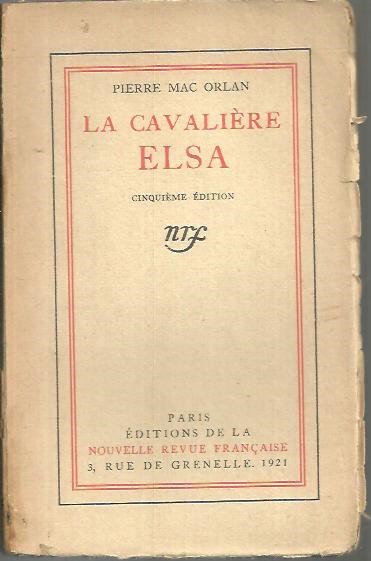 PIERRE MAC ORLAN
LA CAVALIÈRE
ELSA
CINQUIÈME ÉDITION
nrf
PARIS
ÉDITIONS DE LA
NOUVELLE REVUE FRANÇAISE
3, RUE DE GRENELLE. 1921